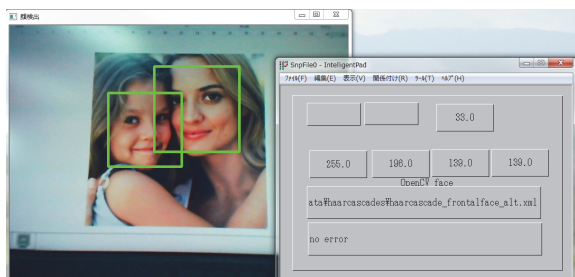 顔検出
SnpFile0 - IntelligentPad
ファイル(F) 編集(E) 表示(V) 関係付け(R) ツール(T) ヘルプ(H)
33.0
255.0 196.0 139.0 139.0
OpenCV face
ata¥haarcascades¥haarcascade_frontalface_alt.xml
no error